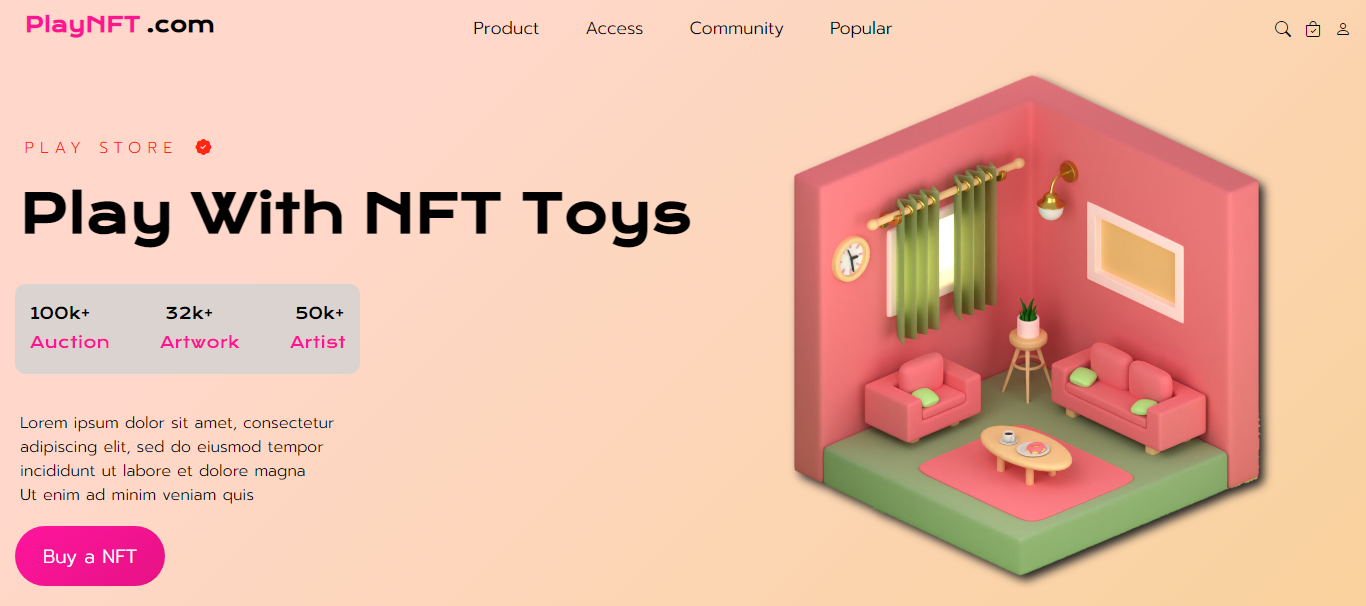 PlayNFT .com
Product Access Community Popular
PLAY STORE
Play With NFT Toys
100k+ 32k+ 50k+
Auction Artwork Artist
Lorem ipsum dolor sit amet, consectetur
adipiscing elit, sed do eiusmod tempor
incididunt ut labore et dolore magna
Ut enim ad minim veniam quis
Buy a NFT